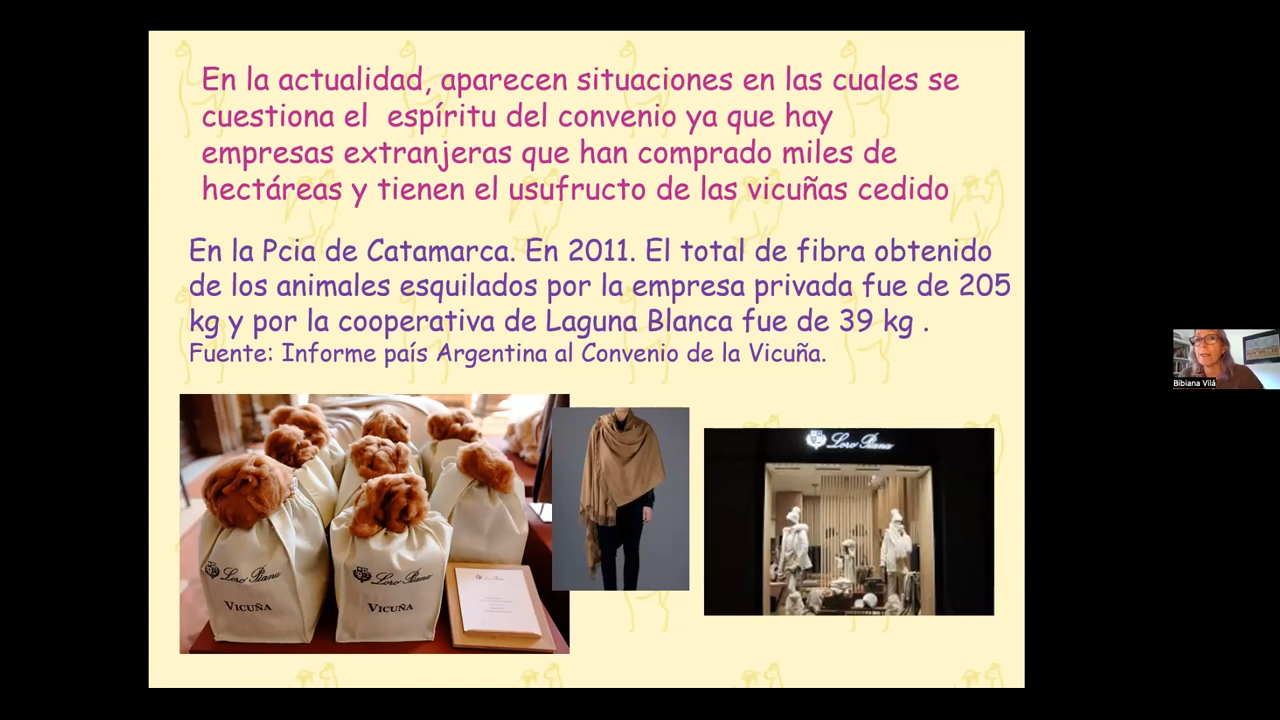 En la actualidad, aparecen situaciones en las cuales se
cuestiona el espíritu del convenio ya que hay
empresas extranjeras que han comprado miles de
hectáreas y tienen el usufructo de las vicuñas cedido
En la Pcia de Catamarca. En 2011. El total de fibra obtenido
de los animales esquilados por la empresa privada fue de 205
kg y por la cooperativa de Laguna Blanca fue de 39 kg .
Fuente: Informe país Argentina al Convenio de la Vicuña.
Loro Piana
VICUÑA
Loro Piana
VICUÑA
Loro Piana
Bibiana Vilá